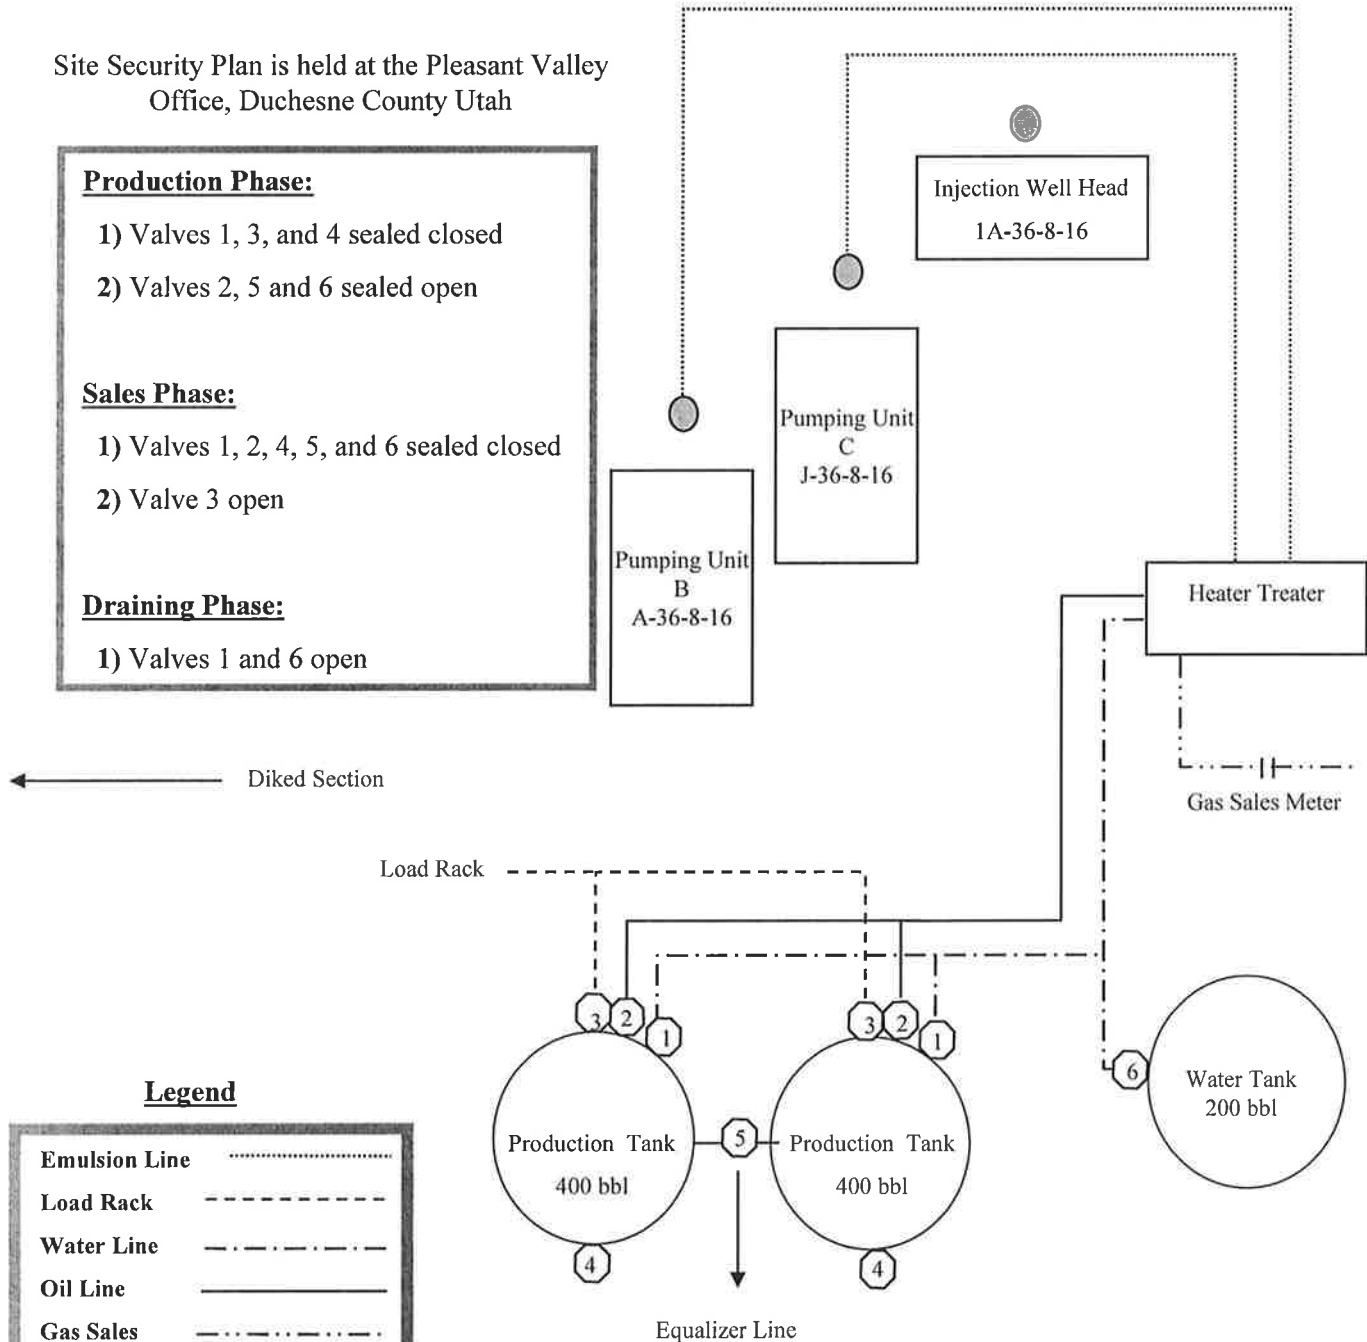 Site Security Plan is held at the Pleasant Valley
Office, Duchesne County Utah
Production Phase:
1) Valves 1, 3, and 4 sealed closed
2) Valves 2, 5 and 6 sealed open
Sales Phase:
1) Valves 1, 2, 4, 5, and 6 sealed closed
2) Valve 3 open
Draining Phase:
1) Valves 1 and 6 open
Injection Well Head
1A-36-8-16
Pumping Unit
C
J-36-8-16
Pumping Unit
B
A-36-8-16
Heater Treater
Gas Sales Meter
Diked Section
Load Rack
3
2
1
3
2
1
6
Water Tank
200 bbl
Production Tank
400 bbl
5
Production Tank
400 bbl
4
4
Equalizer Line
Legend
Emulsion Line
Load Rack
Water Line
Oil Line
Gas Sales